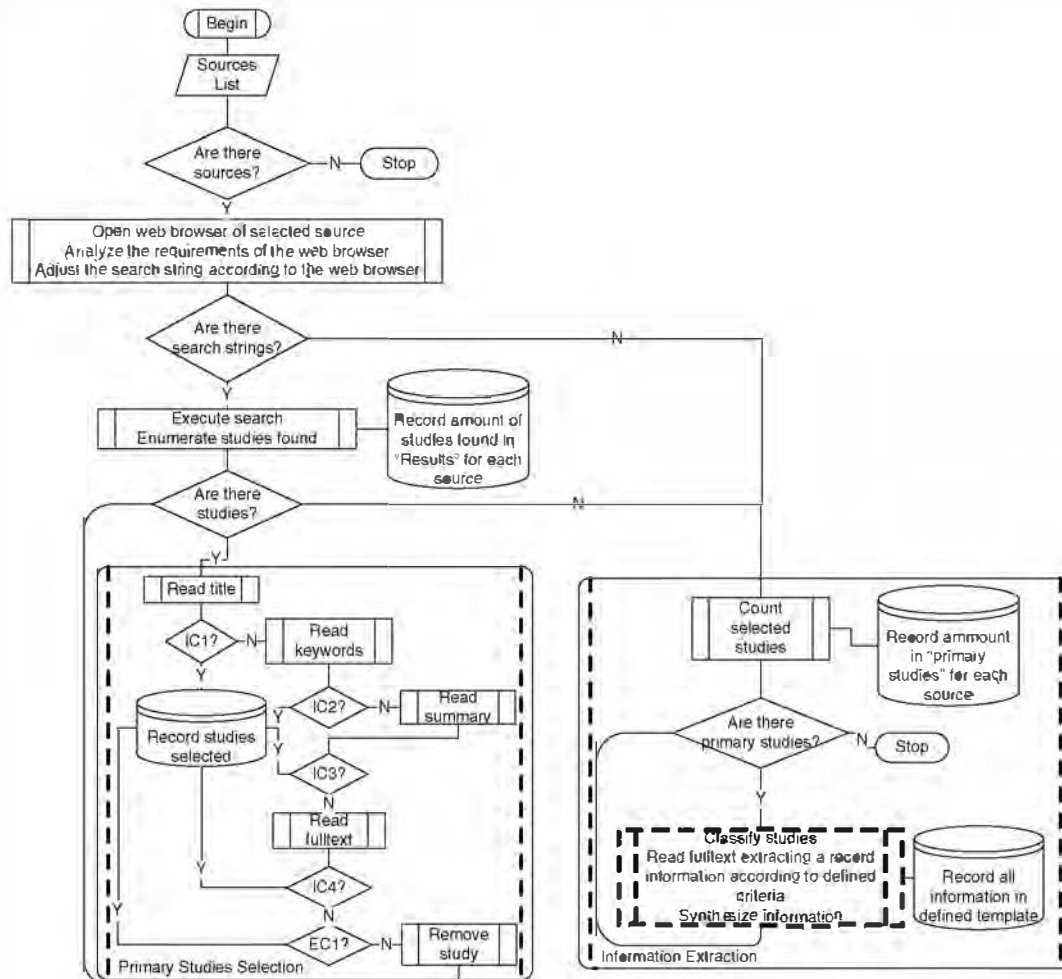 Begin
Sources
List
Are there
sources?
N
Stop
Y
Open web browser of selected source
Analyze the requirements of the web browser
Adjust the search string according to the web browser
Are there
search strings?
N
Y
Execute search
Enumerate studies found
Record amount of
studies found in
"Results" for each
source
Are there
studies?
N
Y
Read title
IC1?
N
Read
keywords
Y
IC2?
N
Read
summary
Y
Record studies
selected
Y
IC3?
N
Read
fulltext
Y
IC4?
N
Y
EC1?
N
Remove
study
Primary Studies Selection
Count
selected
studies
Record ammount
in "primary
studies" for each
source
Are there
primary studies?
N
Stop
Y
Classify studies
Read fulltext extracting a record
information according to defined
criteria
Synthesize information
Record all
information in
defined template
Information Extraction